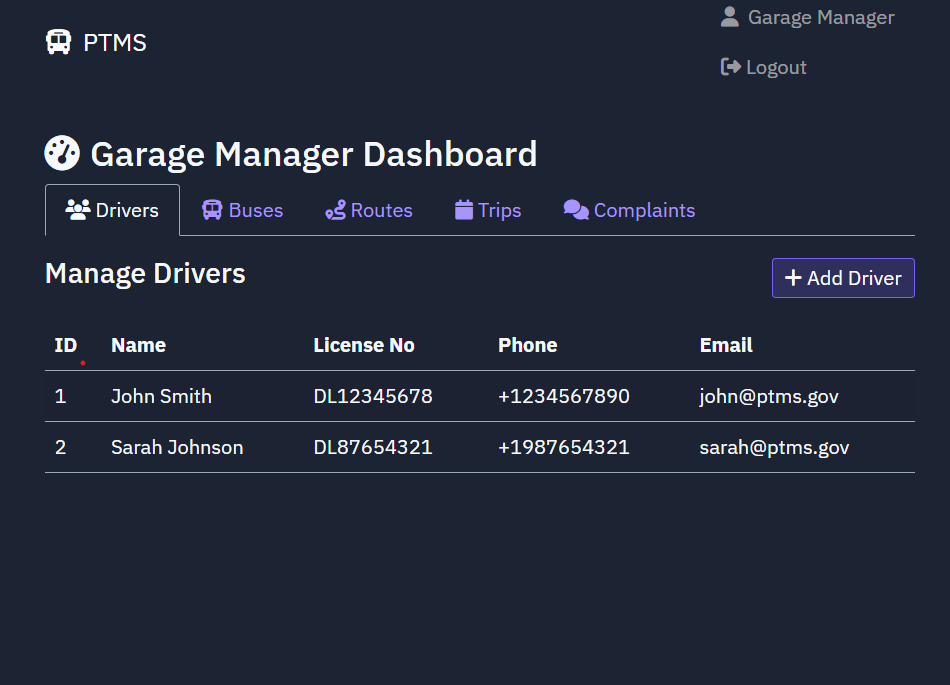 PTMS
Garage Manager
Logout
Garage Manager Dashboard
Drivers Buses Routes Trips Complaints
Manage Drivers
Add Driver
ID Name License No Phone Email
1 John Smith DL12345678 +1234567890 john@ptms.gov
2 Sarah Johnson DL87654321 +1987654321 sarah@ptms.gov